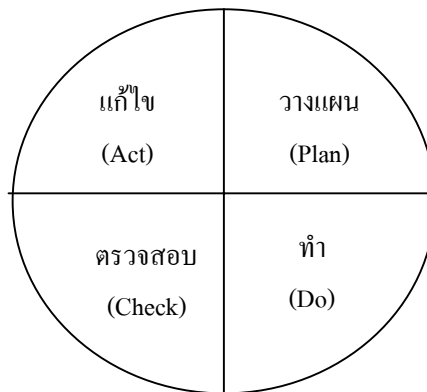 แก้ไข
(Act)
วางแผน
(Plan)
ตรวจสอบ
(Check)
ทำ
(Do)